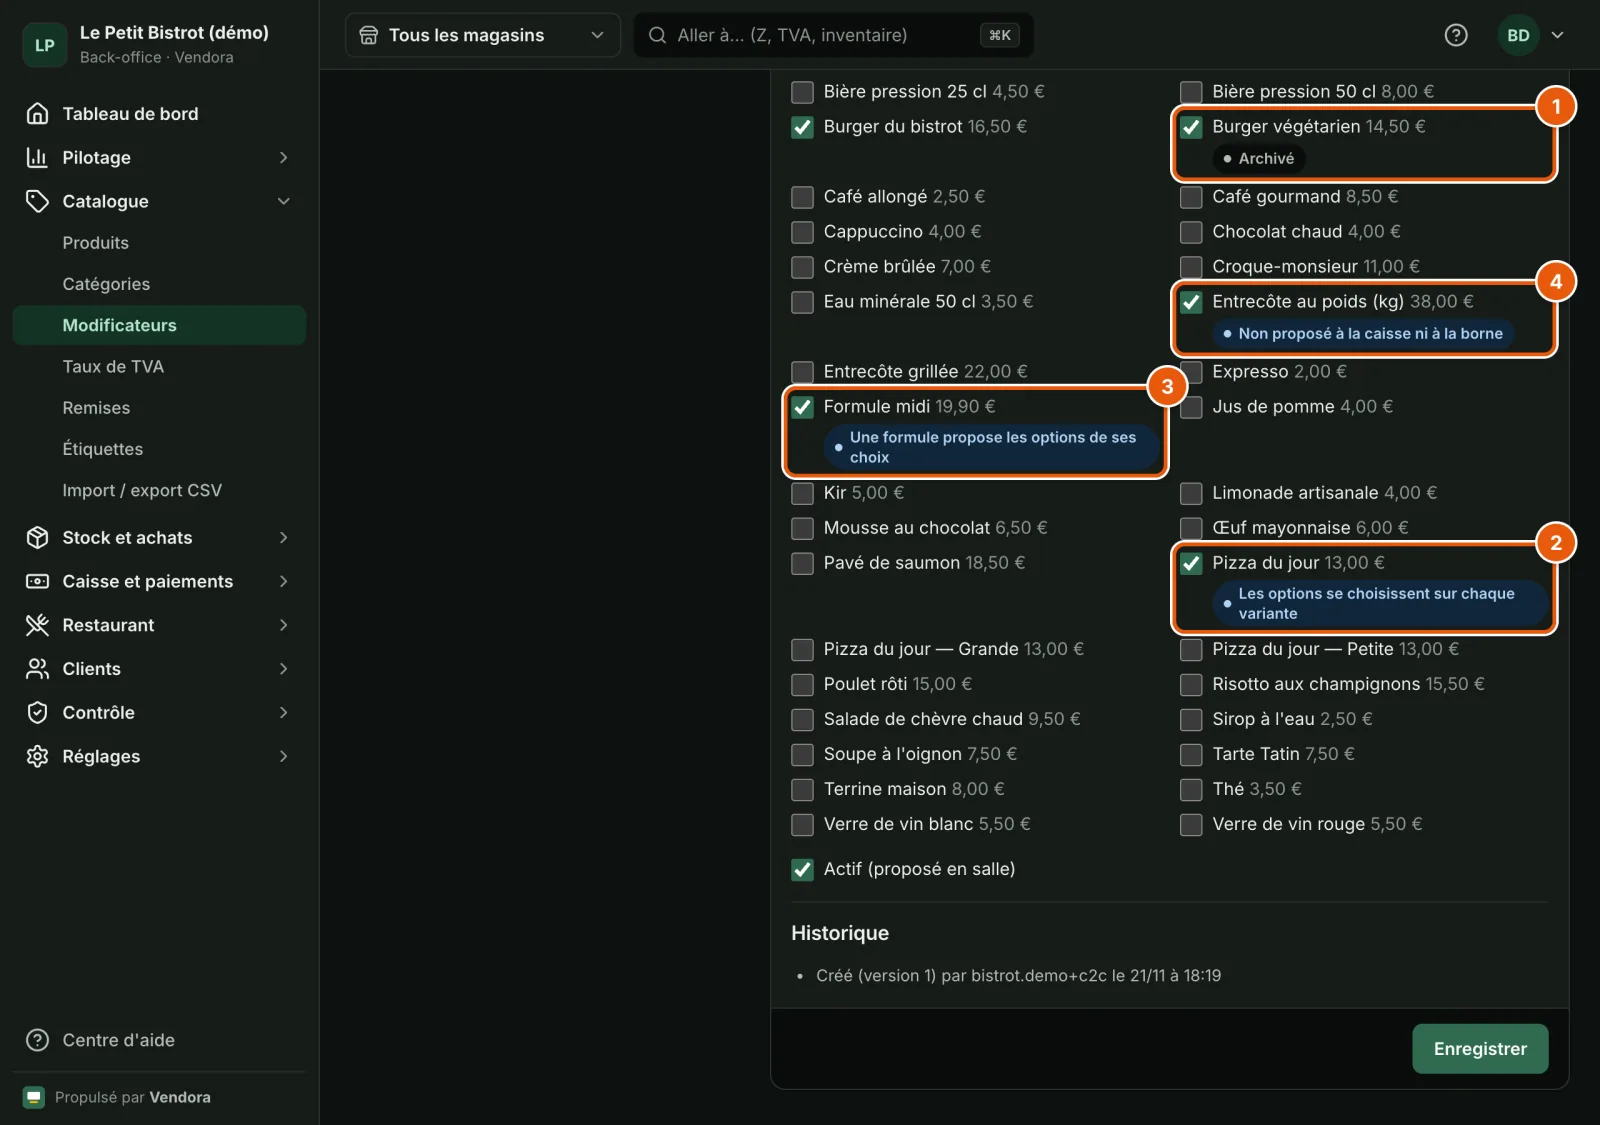 LP
Le Petit Bistrot (démo)
Back-office · Vendora
Tous les magasins
Aller à... (Z, TVA, inventaire)
⌘K
BD
Tableau de bord
Pilotage
Catalogue
Produits
Catégories
Modificateurs
Taux de TVA
Remises
Étiquettes
Import / export CSV
Stock et achats
Caisse et paiements
Restaurant
Clients
Contrôle
Réglages
Centre d'aide
Propulsé par Vendora
Bière pression 25 cl 4,50 €
Bière pression 50 cl 8,00 €
1
Burger du bistrot 16,50 €
Burger végétarien 14,50 €
Archivé
Café allongé 2,50 €
Café gourmand 8,50 €
Cappuccino 4,00 €
Chocolat chaud 4,00 €
Crème brûlée 7,00 €
Croque-monsieur 11,00 €
4
Eau minérale 50 cl 3,50 €
Entrecôte au poids (kg) 38,00 €
Non proposé à la caisse ni à la borne
Entrecôte grillée 22,00 €
Expresso 2,00 €
3
Formule midi 19,90 €
Jus de pomme 4,00 €
Une formule propose les options de ses
choix
Kir 5,00 €
Limonade artisanale 4,00 €
Mousse au chocolat 6,50 €
Œuf mayonnaise 6,00 €
2
Pavé de saumon 18,50 €
Pizza du jour 13,00 €
Les options se choisissent sur chaque
variante
Pizza du jour — Grande 13,00 €
Pizza du jour — Petite 13,00 €
Poulet rôti 15,00 €
Risotto aux champignons 15,50 €
Salade de chèvre chaud 9,50 €
Sirop à l'eau 2,50 €
Soupe à l'oignon 7,50 €
Tarte Tatin 7,50 €
Terrine maison 8,00 €
Thé 3,50 €
Verre de vin blanc 5,50 €
Verre de vin rouge 5,50 €
Actif (proposé en salle)
Historique
• Créé (version 1) par bistrot.demo+c2c le 21/11 à 18:19
Enregistrer